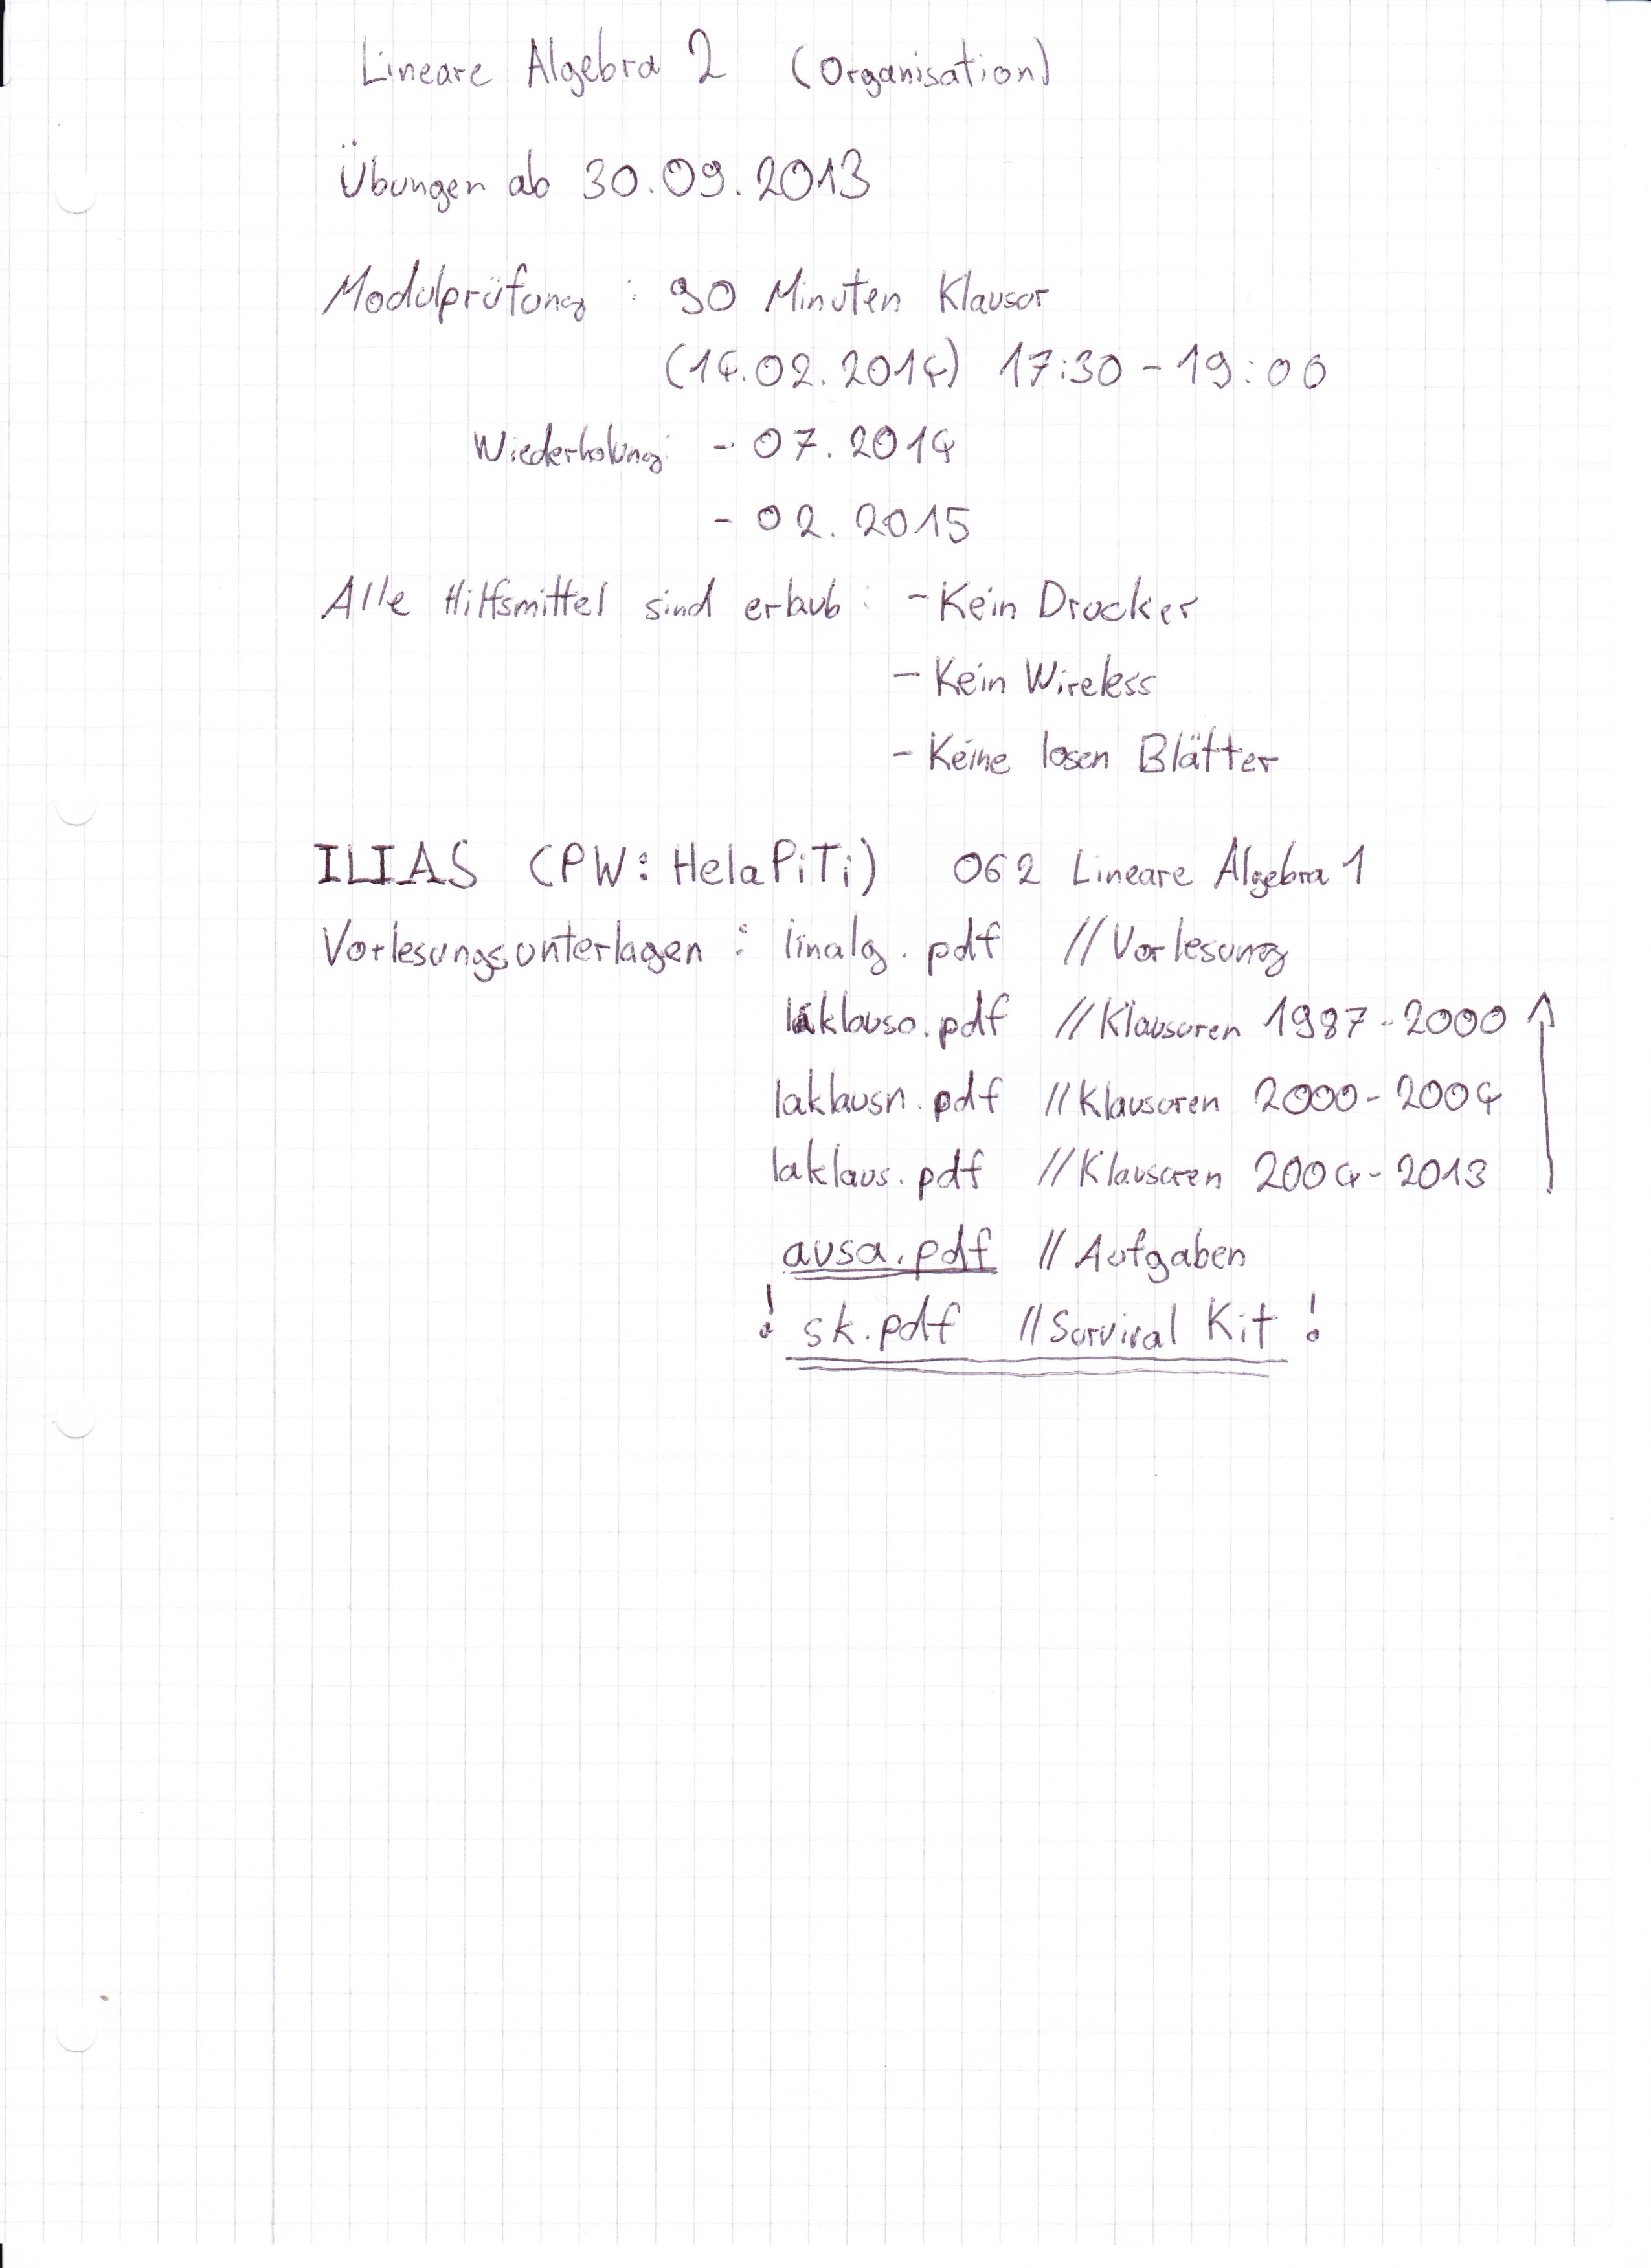 Lineare Algebra 2 (Organisation)
Übungen ab 30.09.2013
Modulprüfung : 90 Minuten Klausur
(14.02.2014) 17:30 - 19:00
Wiederholung: - 07.2014
- 02.2015
Alle Hilfsmittel sind erlaub : - Kein Drucker
- Kein Wireless
- Keine losen Blätter
ILIAS (PW: HelaPiTi) 062 Lineare Algebra 1
Vorlesungsunterlagen : linalg.pdf // Vorlesung
laklauso.pdf // Klausuren 1987-2000
laklausn.pdf // Klausuren 2000-2004
laklaus.pdf // Klausuren 2004-2013
ausa.pdf // Aufgaben
! sk.pdf // Survival Kit !